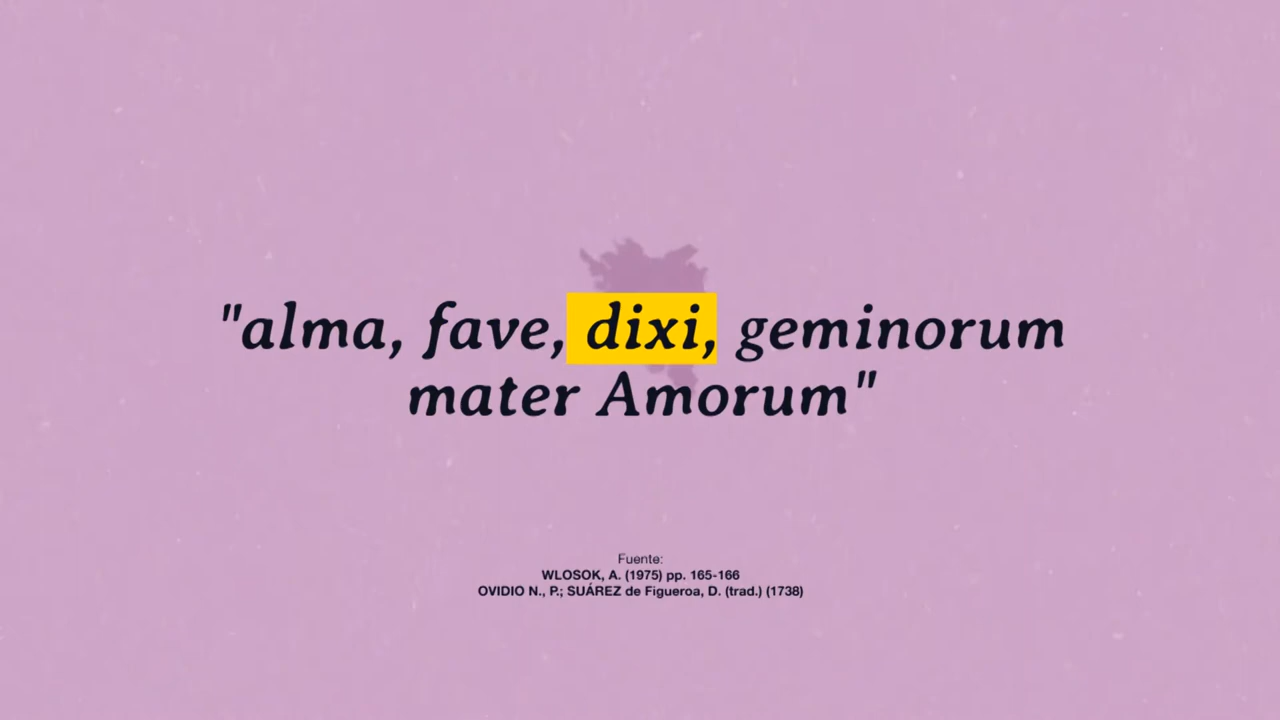 "alma, fave, dixi, geminorum
mater Amorum"
Fuente:
WLOSOK, A. (1975) pp. 165-166
OVIDIO N., P.; SUÁREZ de Figueroa, D. (trad.) (1738)